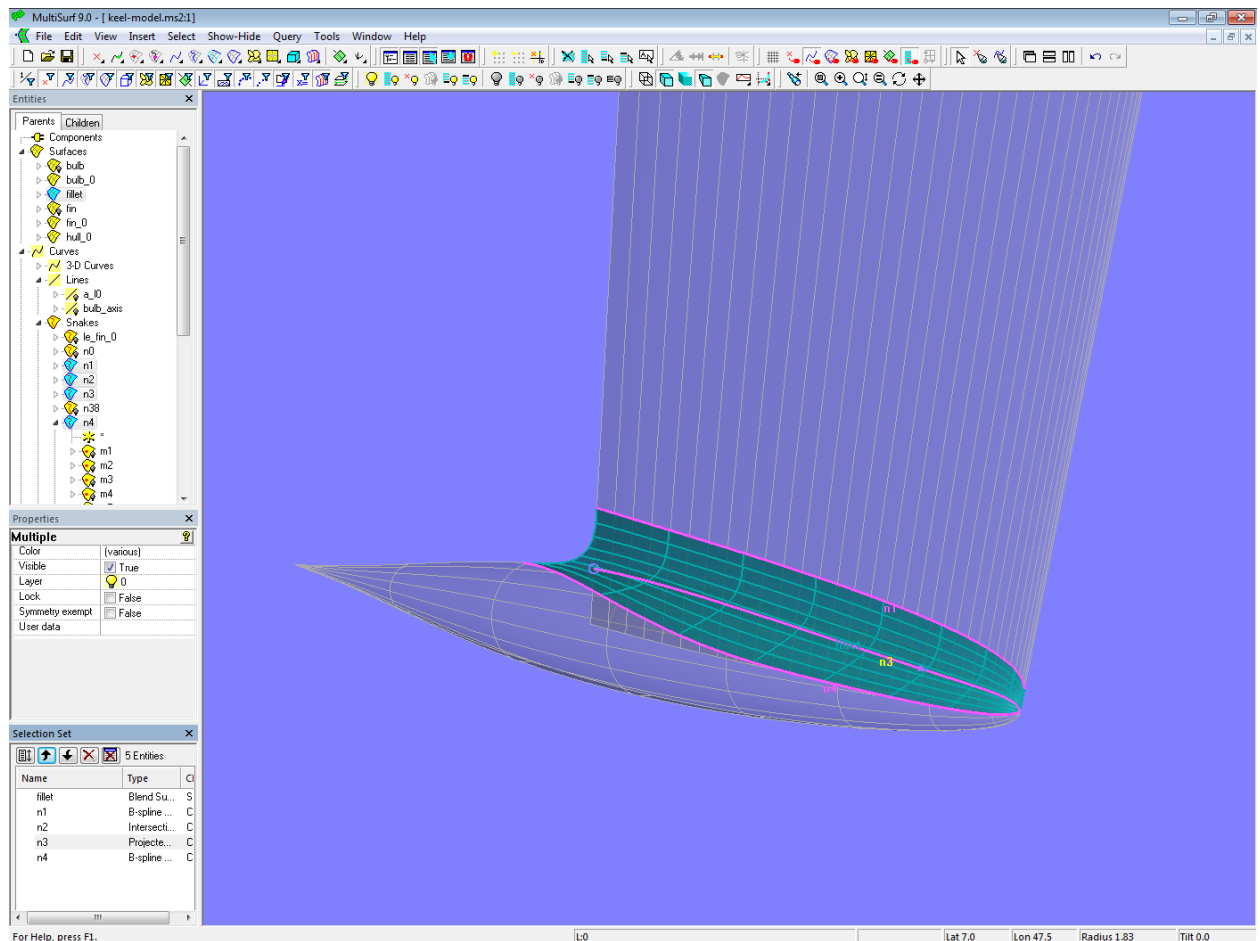 MultiSurf 9.0 - [ keel-model.ms2:1]
File Edit View Insert Select Show-Hide Query Tools Window Help
Entities
Parents Children
Components
Surfaces
bulb
bulb_0
fillet
fin
fin_0
hull_0
Curves
3-D Curves
Lines
a_l0
bulb_axis
Snakes
le_fin_0
n0
n1
n2
n3
n38
n4
*
m1
m2
m3
m4
Properties
Multiple
Color (various)
Visible True
Layer 0
Lock False
Symmetry exempt False
User data
n1
n3
n4
Selection Set
5 Entities
Name Type Cl
fillet Blend Su... S
n1 B-spline ... C
n2 Intersecti... C
n3 Projecte... C
n4 B-spline ... C
For Help, press F1. L:0 Lat 7.0 Lon 47.5 Radius 1.83 Tilt 0.0